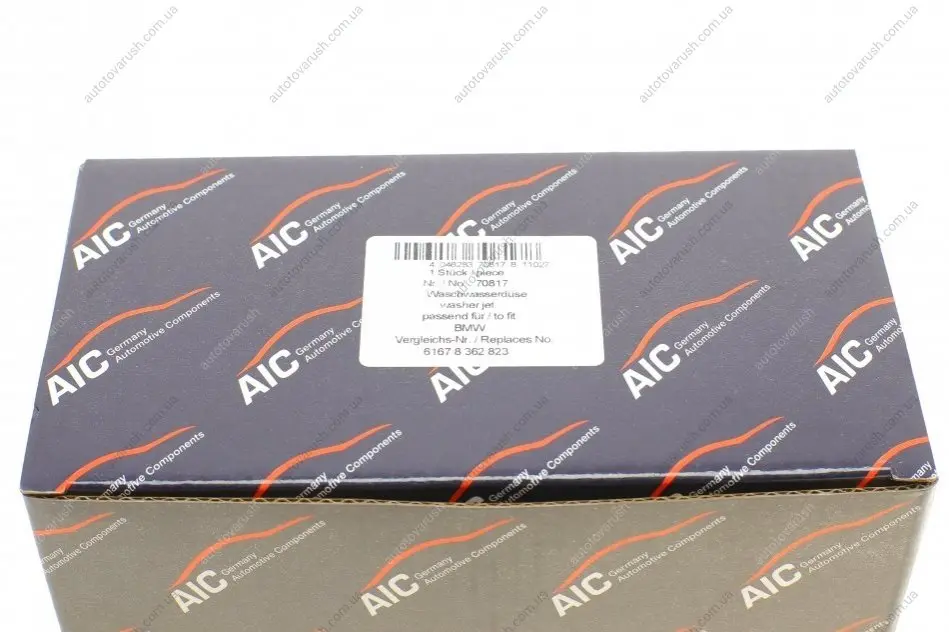 autotovarush.com.ua
AIC Germany
Automotive Components
4 046283 70817 8 11027
1 Stück / piece
Nr. / No. 70817
Waschwasserdüse
washer jet
passend für / to fit
BMW
Vergleichs-Nr. / Replaces No.
6167 8 362 823